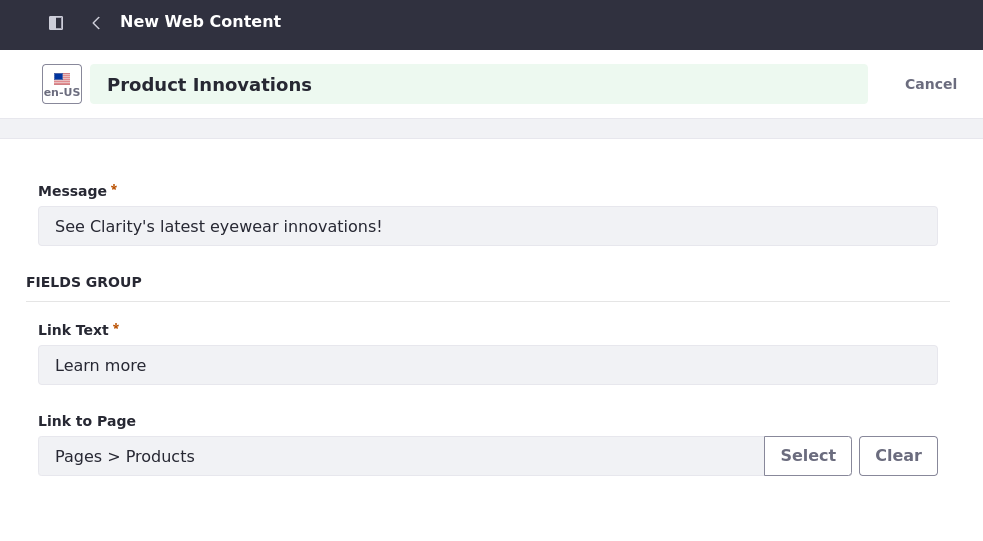 New Web Content
en-US
Product Innovations
Cancel
Message *
See Clarity's latest eyewear innovations!
FIELDS GROUP
Link Text *
Learn more
Link to Page
Pages > Products
Select
Clear